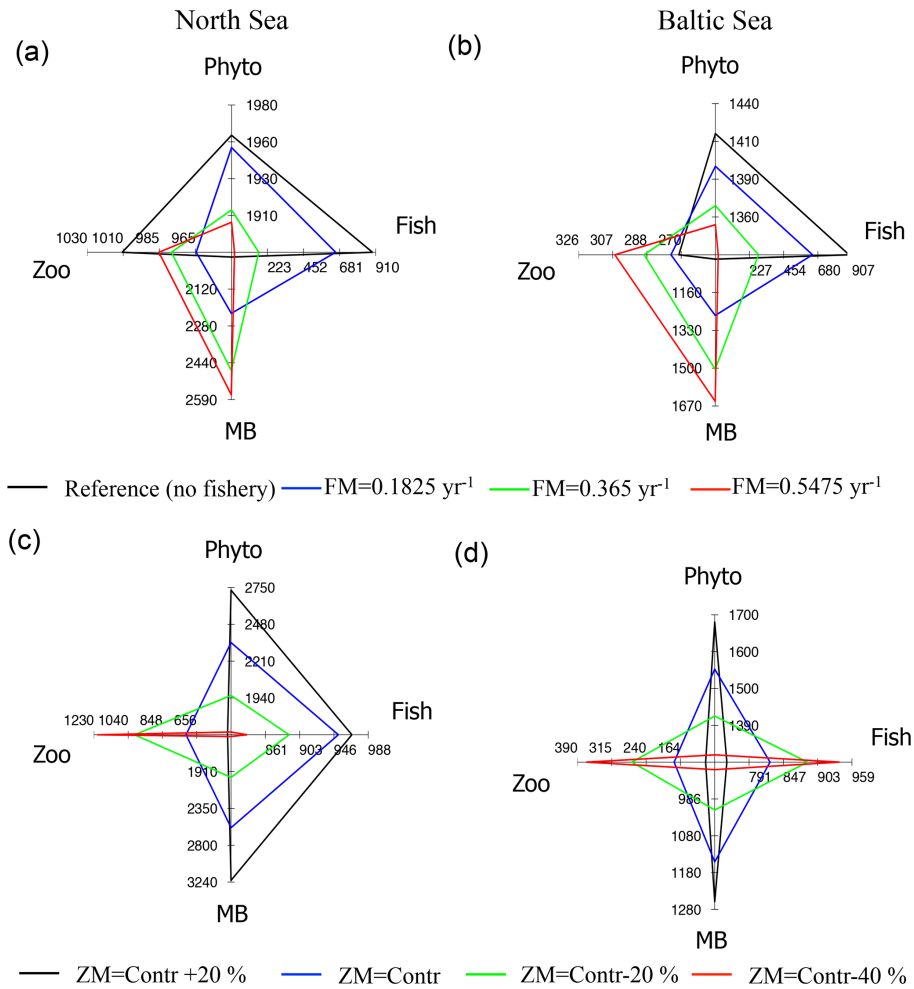 North Sea
Baltic Sea
(a)
Phyto
1980
1960
1930
1910
Fish
1030 1010 985 965
Zoo
223 452 681 910
2120
2280
2440
2590
MB
(b)
Phyto
1440
1410
1390
1360
Fish
326 307 288 270
Zoo
227 454 680 907
1160
1330
1500
1670
MB
Reference (no fishery) FM=0.1825 yr⁻¹ FM=0.365 yr⁻¹ FM=0.5475 yr⁻¹
(c)
Phyto
2750
2480
2210
1940
Fish
1230 1040 848 656
Zoo
861 903 946 988
1910
2350
2800
3240
MB
(d)
Phyto
1700
1600
1500
1390
Fish
390 315 240 164
Zoo
791 847 903 959
986
1080
1180
1280
MB
ZM=Contr +20 % ZM=Contr ZM=Contr-20 % ZM=Contr-40 %